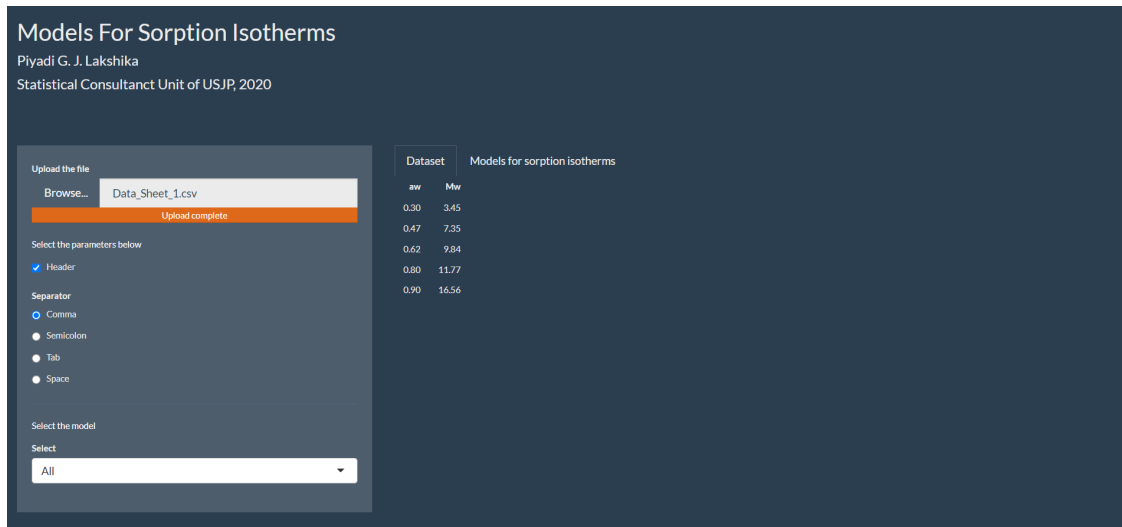 Models For Sorption Isotherms
Piyadi G. J. Lakshika
Statistical Consultanct Unit of USJP, 2020
Upload the file
Browse... Data_Sheet_1.csv
Upload complete
Select the parameters below
Header
Separator
Comma
Semicolon
Tab
Space
Select the model
Select
All
Dataset Models for sorption isotherms
aw Mw
0.30 3.45
0.47 7.35
0.62 9.84
0.80 11.77
0.90 16.56